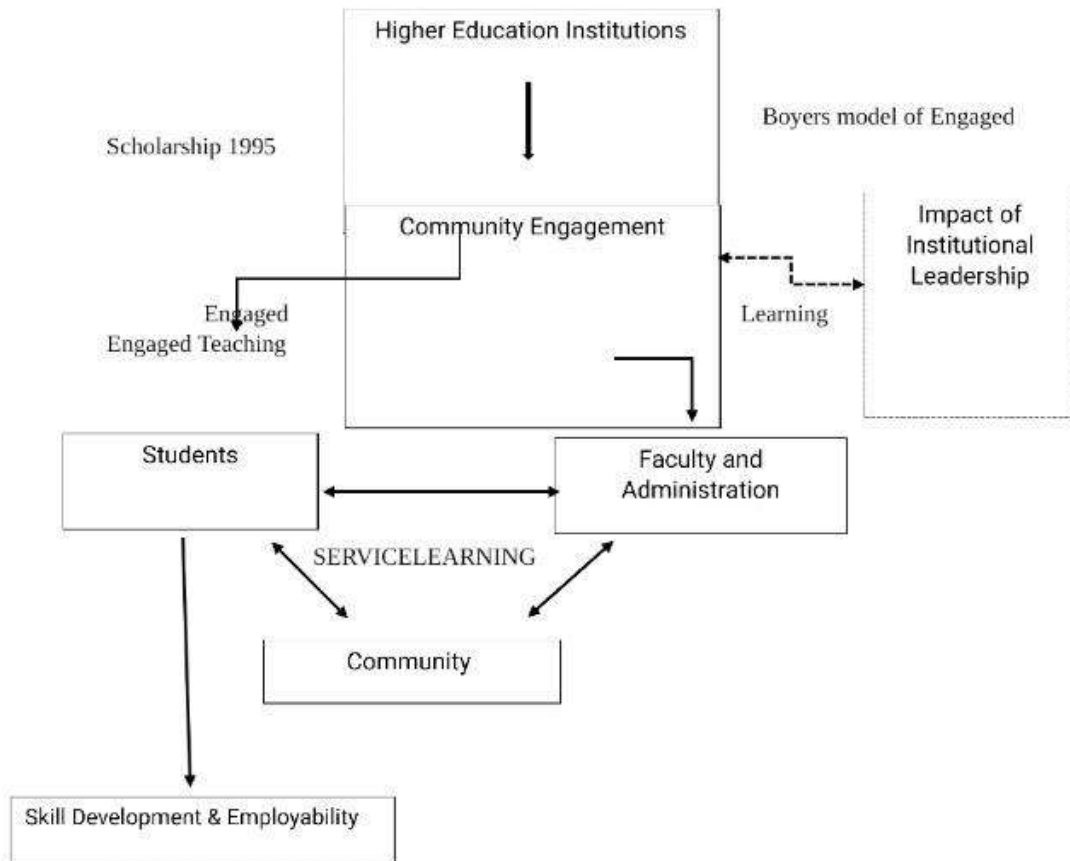 Higher Education Institutions
Boyers model of Engaged
Scholarship 1995
Community Engagement
Impact of
Institutional
Leadership
Engaged
Learning
Engaged Teaching
Students
Faculty and
Administration
SERVICELEARNING
Community
Skill Development & Employability